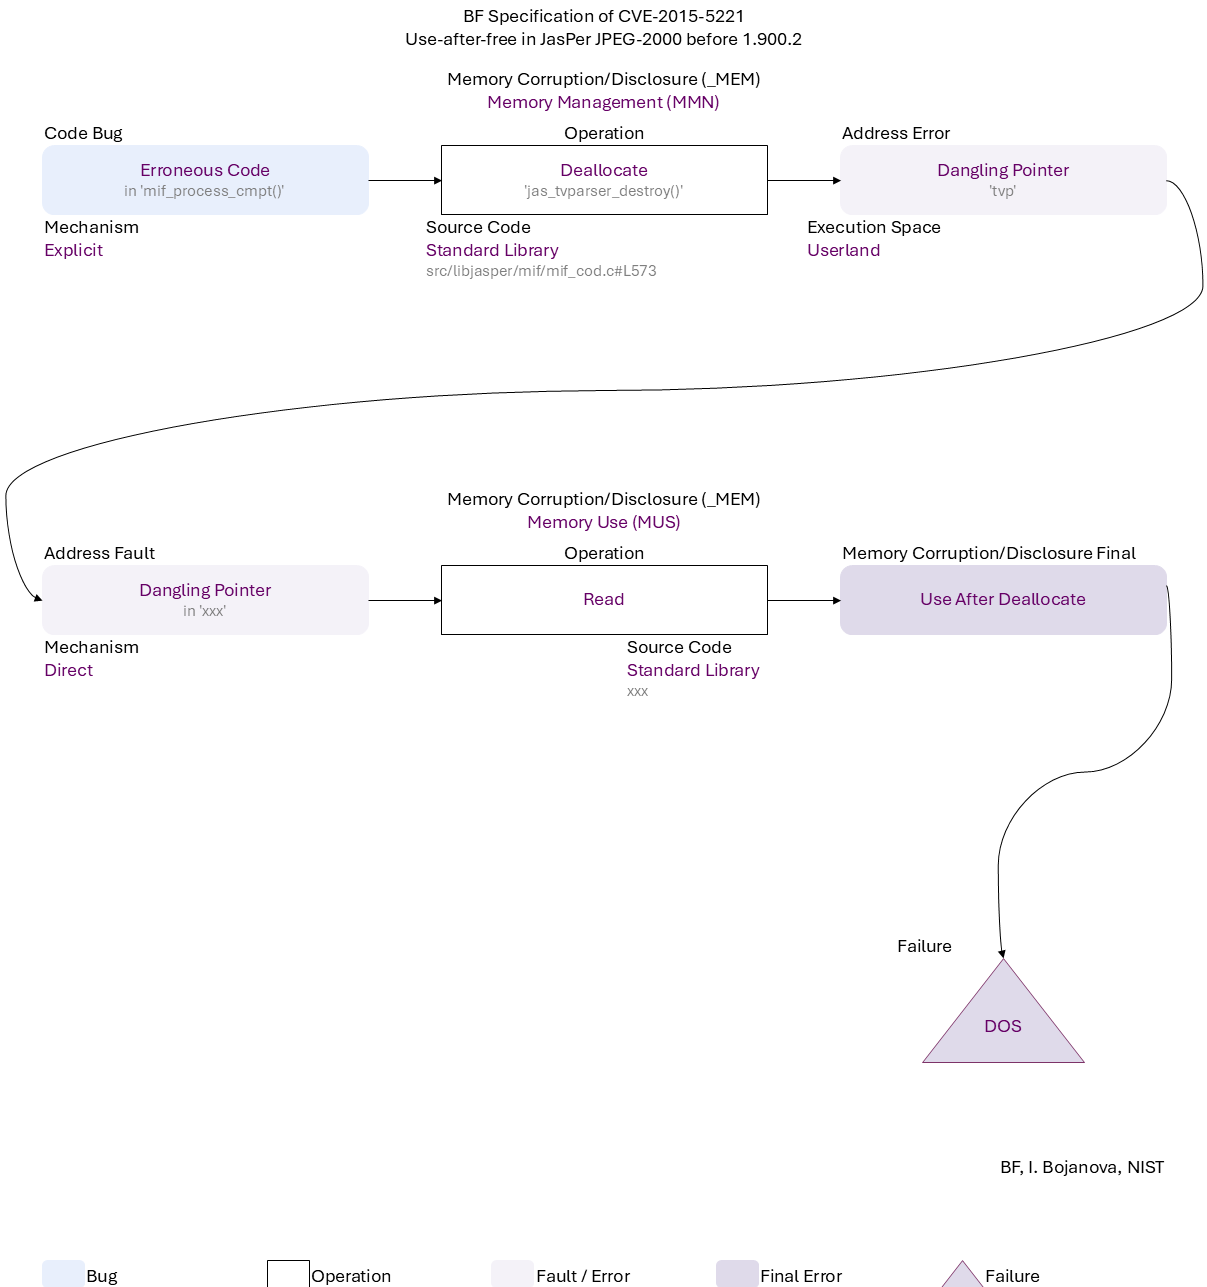 BF Specification of CVE-2015-5221
Use-after-free in JasPer JPEG-2000 before 1.900.2
Memory Corruption/Disclosure (_MEM)
Memory Management (MMN)
Code Bug Operation Address Error
Erroneous Code Deallocate Dangling Pointer
in 'mif_process_cmpt()' 'jas_tvparser_destroy()' 'tvp'
Mechanism Source Code Execution Space
Explicit Standard Library Userland
src/libjasper/mif/mif_cod.c#L573
Memory Corruption/Disclosure (_MEM)
Memory Use (MUS)
Address Fault Operation Memory Corruption/Disclosure Final
Dangling Pointer Read Use After Deallocate
in 'xxx'
Mechanism Source Code
Direct Standard Library
xxx
Failure
DOS
BF, I. Bojanova, NIST
Bug Operation Fault / Error Final Error Failure